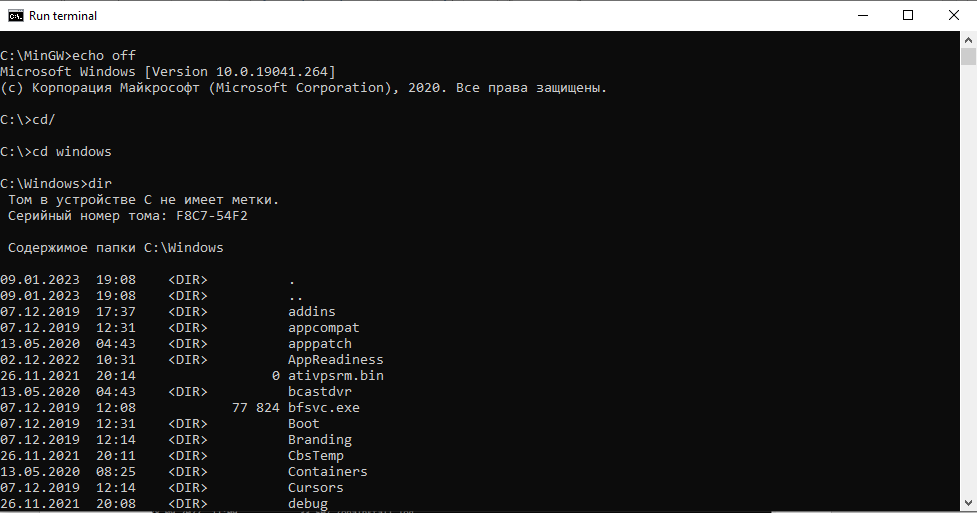 Run terminal
C:\MinGW>echo off
Microsoft Windows [Version 10.0.19041.264]
(c) Корпорация Майкрософт (Microsoft Corporation), 2020. Все права защищены.
C:\>cd/
C:\>cd windows
C:\Windows>dir
Том в устройстве C не имеет метки.
Серийный номер тома: F8C7-54F2
Содержимое папки C:\Windows
09.01.2023  19:08    <DIR>          .
09.01.2023  19:08    <DIR>          ..
07.12.2019  17:37    <DIR>          addins
07.12.2019  12:31    <DIR>          appcompat
13.05.2020  04:43    <DIR>          apppatch
02.12.2022  10:31    <DIR>          AppReadiness
26.11.2021  20:14                 0 ativpsrm.bin
13.05.2020  04:43    <DIR>          bcastdvr
07.12.2019  12:08            77 824 bfsvc.exe
07.12.2019  12:31    <DIR>          Boot
07.12.2019  12:14    <DIR>          Branding
26.11.2021  20:11    <DIR>          CbsTemp
13.05.2020  08:25    <DIR>          Containers
07.12.2019  12:14    <DIR>          Cursors
26.11.2021  20:08    <DIR>          debug